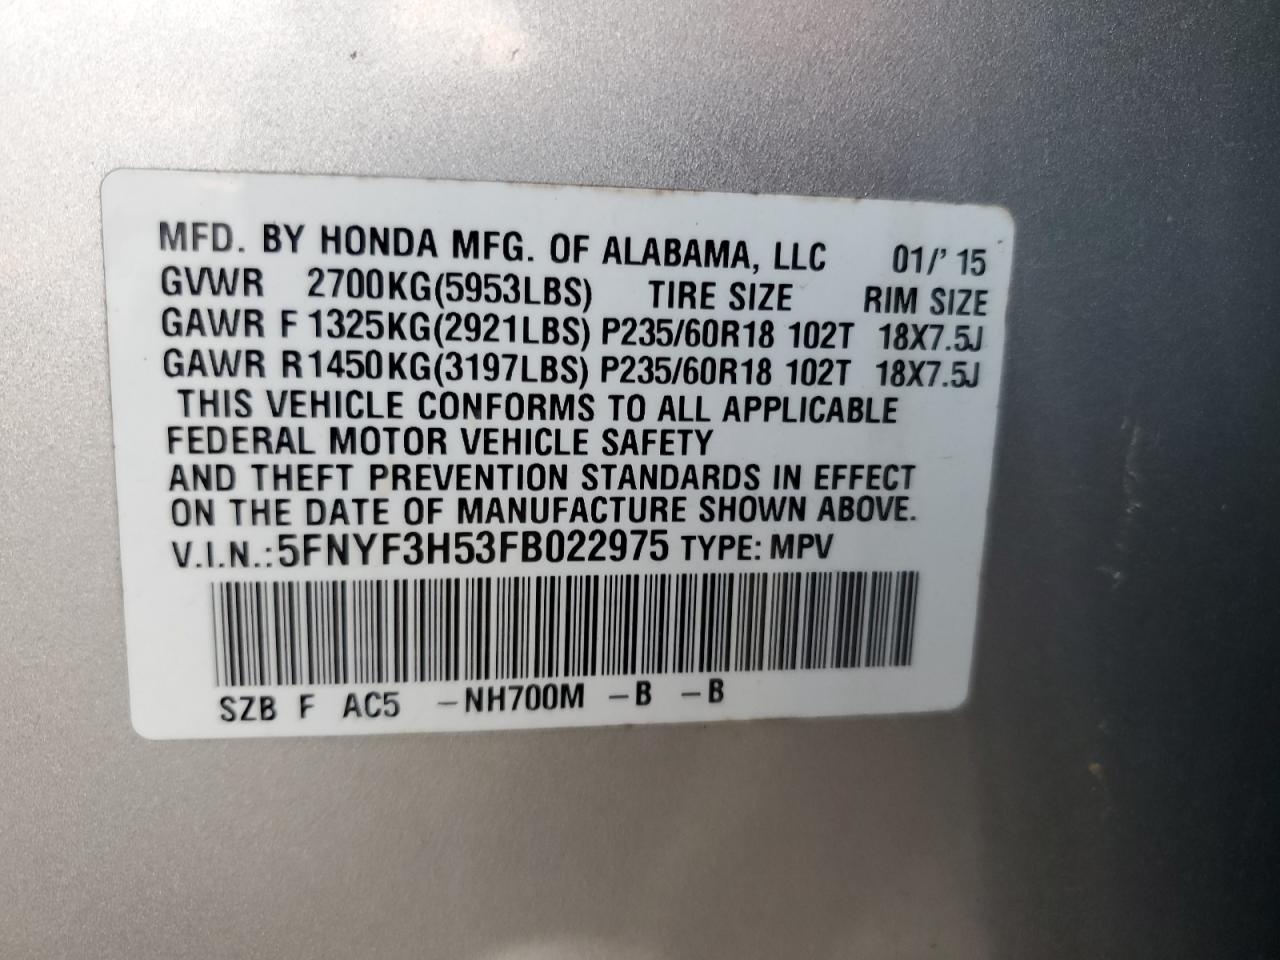 MFD. BY HONDA MFG. OF ALABAMA, LLC 01/' 15
GVWR 2700KG(5953LBS) TIRE SIZE RIM SIZE
GAWR F 1325KG(2921LBS) P235/60R18 102T 18X7.5J
GAWR R1450KG(3197LBS) P235/60R18 102T 18X7.5J
THIS VEHICLE CONFORMS TO ALL APPLICABLE
FEDERAL MOTOR VEHICLE SAFETY
AND THEFT PREVENTION STANDARDS IN EFFECT
ON THE DATE OF MANUFACTURE SHOWN ABOVE.
V.I.N.:5FNYF3H53FB022975 TYPE: MPV
SZB F AC5 –NH700M –B –B